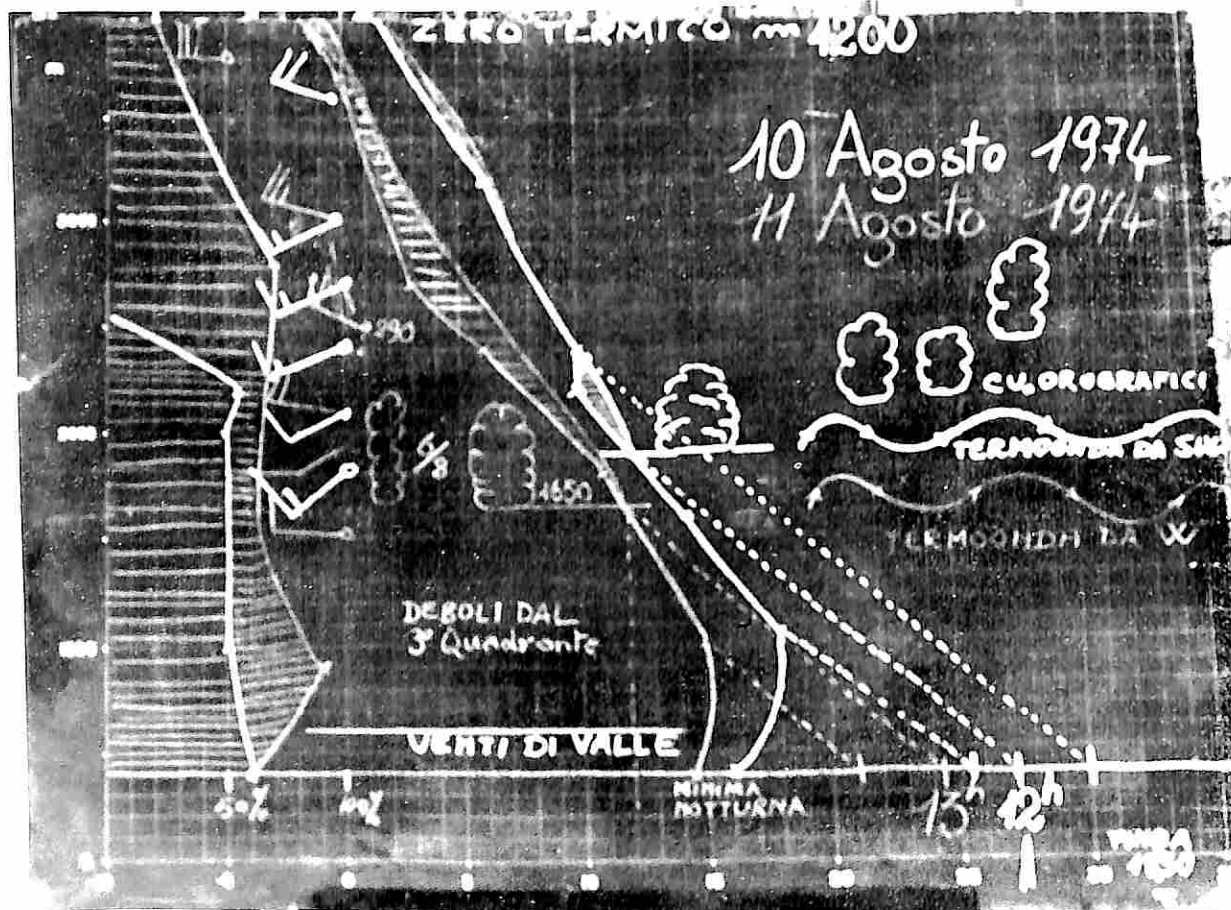 ZERO TERMICO m 4200
10 Agosto 1974
11 Agosto 1974
290
CU. OROGRAFICI
6/8
1650
TERMOONDA DA
TERMOONDA DA W
DEBOLI DAL
3° Quadrante
VENTI DI VALLE
50% 100%
MINIMA
NOTTURNA
13h 12h